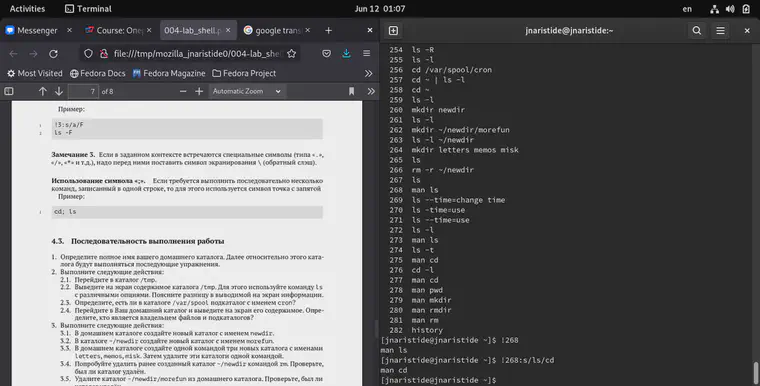 Activities
Terminal
Jun 12 01:07
en
Messenger
Course: One
004-lab_shell.p
google trans
jnaristide@jnaristide:~
file:///tmp/mozilla_jnaristide0/004-lab_sh
Most Visited
Fedora Docs
Fedora Magazine
Fedora Project
7
of 8
Automatic Zoom
Пример:
1 !3:s/a/F
2 ls -F
Замечание 3. Если в заданном контексте встречаются специальные символы (типа «.»,
«/», «*» и т.д.), надо перед ними поставить символ экранирования \ (обратный слэш).
Использование символа «;». Если требуется выполнить последовательно несколько
команд, записанный в одной строке, то для этого используется символ точка с запятой
Пример:
1 cd; ls
4.3. Последовательность выполнения работы
1. Определите полное имя вашего домашнего каталога. Далее относительно этого ката-
лога будут выполняться последующие упражнения.
2. Выполните следующие действия:
2.1. Перейдите в каталог /tmp.
2.2. Выведите на экран содержимое каталога /tmp. Для этого используйте команду ls
с различными опциями. Поясните разницу в выводимой на экран информации.
2.3. Определите, есть ли в каталоге /var/spool подкаталог с именем cron?
2.4. Перейдите в Ваш домашний каталог и выведите на экран его содержимое. Опре-
делите, кто является владельцем файлов и подкаталогов?
3. Выполните следующие действия:
3.1. В домашнем каталоге создайте новый каталог с именем newdir.
3.2. В каталоге ~/newdir создайте новый каталог с именем morefun.
3.3. В домашнем каталоге создайте одной командой три новых каталога с именами
letters, memos, misk. Затем удалите эти каталоги одной командой.
3.4. Попробуйте удалить ранее созданный каталог ~/newdir командой rm. Проверьте,
был ли каталог удалён.
3.5. Удалите каталог ~/newdir/morefun из домашнего каталога. Проверьте, был ли
254 ls -R
255 ls -l
256 cd /var/spool/cron
257 cd ~ | ls -l
258 cd ~
259 ls -l
260 mkdir newdir
261 ls -l
262 mkdir ~/newdir/morefun
263 ls -l ~/newdir
264 mkdir letters memos misk
265 ls
266 rm -r ~/newdir
267 ls
268 man ls
269 ls --time=change time
270 ls -time=use
271 ls --time=use
272 ls -l
273 man ls
274 ls -t
275 man cd
276 cd -l
277 man cd
278 man pwd
279 man mkdir
280 man rmdir
281 man rm
282 history
[jnaristide@jnaristide ~]$ !268
man ls
[jnaristide@jnaristide ~]$ !268:s/ls/cd
man cd
[jnaristide@jnaristide ~]$